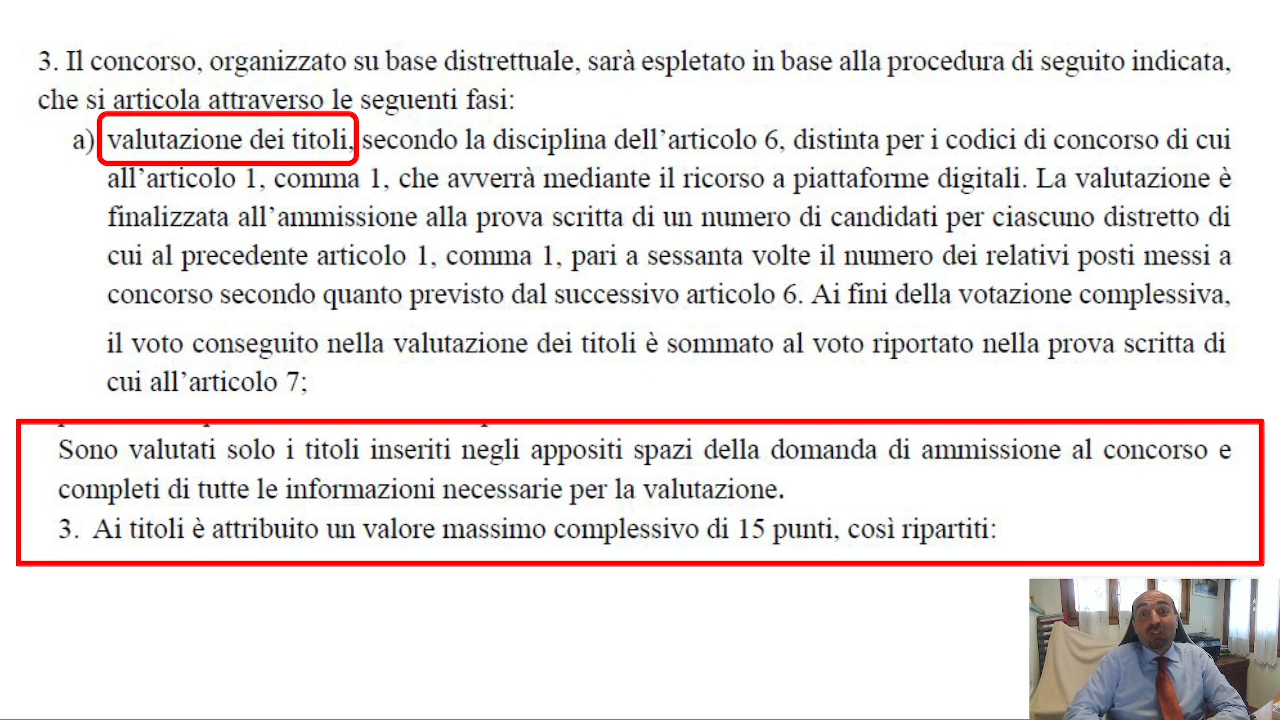 3. Il concorso, organizzato su base distrettuale, sarà espletato in base alla procedura di seguito indicata,
che si articola attraverso le seguenti fasi:
a) valutazione dei titoli, secondo la disciplina dell'articolo 6, distinta per i codici di concorso di cui
all'articolo 1, comma 1, che avverrà mediante il ricorso a piattaforme digitali. La valutazione è
finalizzata all'ammissione alla prova scritta di un numero di candidati per ciascuno distretto di
cui al precedente articolo 1, comma 1, pari a sessanta volte il numero dei relativi posti messi a
concorso secondo quanto previsto dal successivo articolo 6. Ai fini della votazione complessiva,
il voto conseguito nella valutazione dei titoli è sommato al voto riportato nella prova scritta di
cui all'articolo 7;
Sono valutati solo i titoli inseriti negli appositi spazi della domanda di ammissione al concorso e
completi di tutte le informazioni necessarie per la valutazione.
3. Ai titoli è attribuito un valore massimo complessivo di 15 punti, così ripartiti: